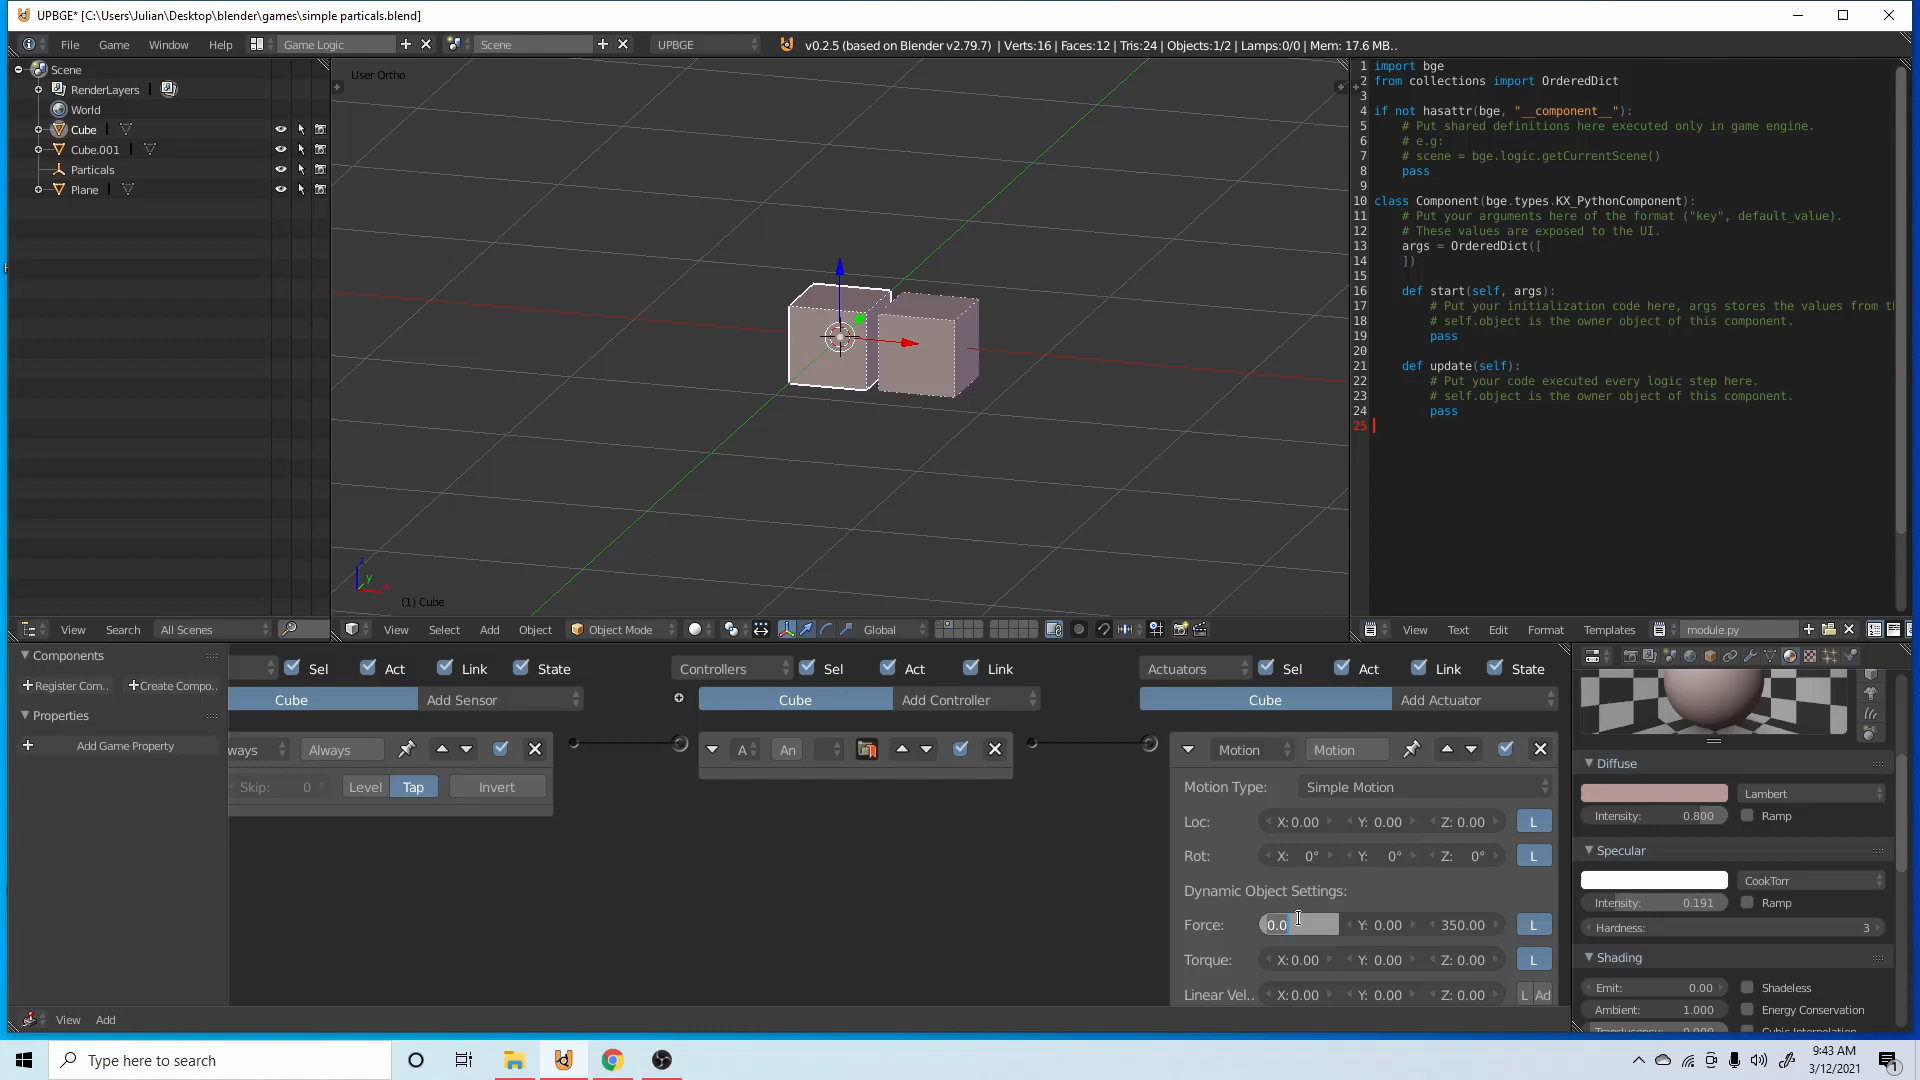 UPBGE* [C:\Users\Julian\Desktop\blender\games\simple particals.blend]
File Game Window Help Game Logic Scene UPBGE v0.2.5 (based on Blender v2.79.7) | Verts:16 | Faces:12 | Tris:24 | Objects:1/2 | Lamps:0/0 | Mem: 17.6 MB..
Scene
RenderLayers
World
Cube
Cube.001
Particals
Plane
User Ortho
(1) Cube
1 import bge
2 from collections import OrderedDict
3
4 if not hasattr(bge, "__component__"):
5 # Put shared definitions here executed only in game engine.
6 # e.g:
7 # scene = bge.logic.getCurrentScene()
8 pass
9
10 class Component(bge.types.KX_PythonComponent):
11 # Put your arguments here of the format ("key", default_value).
12 # These values are exposed to the UI.
13 args = OrderedDict([
14 ])
15
16 def start(self, args):
17 # Put your initialization code here, args stores the values from t
18 # self.object is the owner object of this component.
19 pass
20
21 def update(self):
22 # Put your code executed every logic step here.
23 # self.object is the owner object of this component.
24 pass
25
View Search All Scenes
View Select Add Object Object Mode Global
View Text Edit Format Templates module.py
Components
Register Com.. Create Compo..
Properties
Add Game Property
Sel Act Link State
Cube Add Sensor
ways Always
Skip: 0 Level Tap Invert
Controllers Sel Act Link
Cube Add Controller
A An
Actuators Sel Act Link State
Cube Add Actuator
Motion Motion
Motion Type: Simple Motion
Loc: X: 0.00 Y: 0.00 Z: 0.00 L
Rot: X: 0° Y: 0° Z: 0° L
Dynamic Object Settings:
Force: 0.0 Y: 0.00 350.00 L
Torque: X: 0.00 Y: 0.00 Z: 0.00 L
Linear Vel.. X: 0.00 Y: 0.00 Z: 0.00 L Ad
Diffuse
Lambert
Intensity: 0.800 Ramp
Specular
CookTorr
Intensity: 0.191 Ramp
Hardness: 3
Shading
Emit: 0.00 Shadeless
Ambient: 1.000 Energy Conservation
Translucency: 0.000 Cubic Interpolation
View Add
Type here to search
9:43 AM
3/12/2021
1